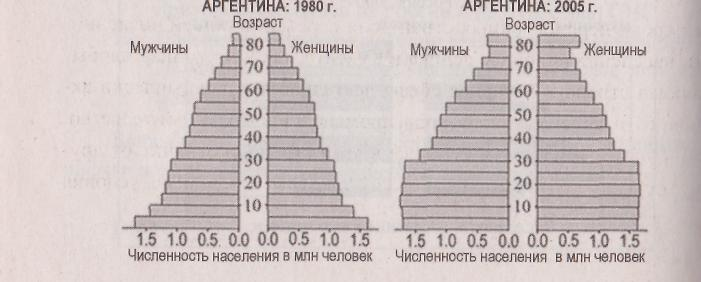 АРГЕНТИНА: 1980 г.
Возраст
Мужчины
Женщины
80
70
60
50
40
30
20
10
1.5 1.0 0.5 0.0 0.0 0.5 1.0 1.5
Численность населения в млн человек
АРГЕНТИНА: 2005 г.
Возраст
Мужчины
Женщины
80
70
60
50
40
30
20
10
1.5 1.0 0.5 0.0 0.0 0.5 1.0 1.5
Численность населения в млн человек